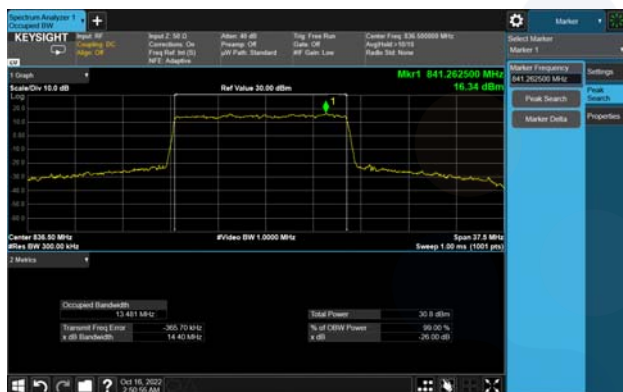 Spectrum Analyzer 1
Occupied BW
+
Marker
KEYSIGHT
Input: RF
Coupling: DC
Align: Off
Input Z: 50 Ω
Corrections: On
Freq Ref: Int (S)
NFE: Adaptive
Atten: 40 dB
Preamp: Off
µW Path: Standard
Trig: Free Run
Gate: Off
#IF Gain: Low
Center Freq: 836.500000 MHz
Avg|Hold:>10/10
Radio Std: None
Select Marker
Marker 1
Marker Frequency
841.262500 MHz
Peak Search
Marker Delta
Settings
Peak Search
Properties
1 Graph
Scale/Div 10.0 dB
Ref Value 30.00 dBm
Mkr1 841.262500 MHz
16.34 dBm
Log
1
Center 836.50 MHz
#Res BW 300.00 kHz
#Video BW 1.0000 MHz
Span 37.5 MHz
Sweep 1.00 ms (1001 pts)
2 Metrics
Occupied Bandwidth
13.481 MHz
Transmit Freq Error -365.70 kHz
x dB Bandwidth 14.40 MHz
Total Power 30.8 dBm
% of OBW Power 99.00 %
x dB -26.00 dB
?
Oct 16, 2022
2:50:55 AM